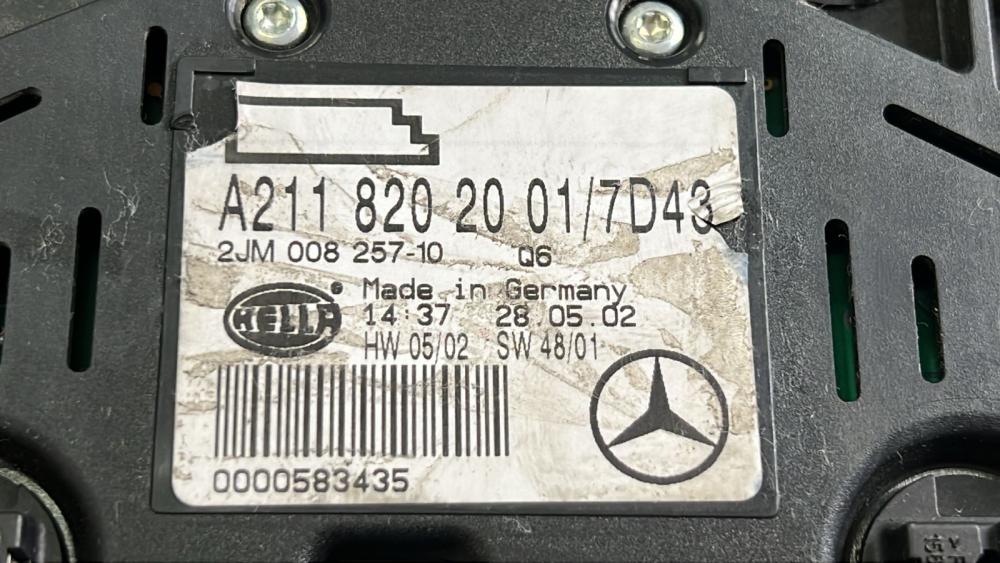 A211 820 20 01/7D43
2JM 008 257-10 Q6
HELLA ®
Made in Germany
14:37 28.05.02
HW 05/02 SW 48/01
0000583435